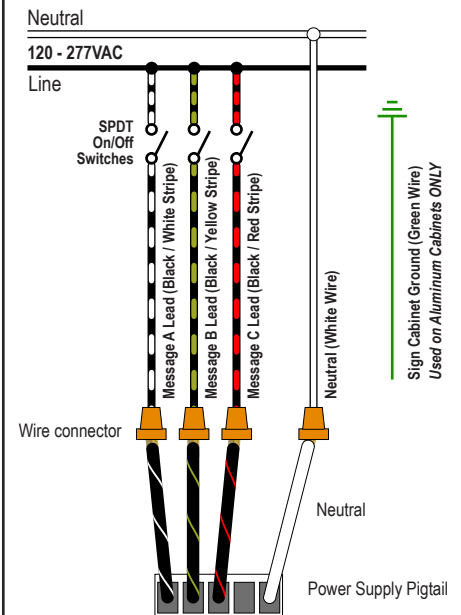 Neutral
120 - 277VAC
Line
SPDT
On/Off
Switches
Message A Lead (Black / White Stripe)
Message B Lead (Black / Yellow Stripe)
Message C Lead (Black / Red Stripe)
Neutral (White Wire)
Sign Cabinet Ground (Green Wire)
Used on Aluminum Cabinets ONLY
Wire connector
Neutral
Power Supply Pigtail